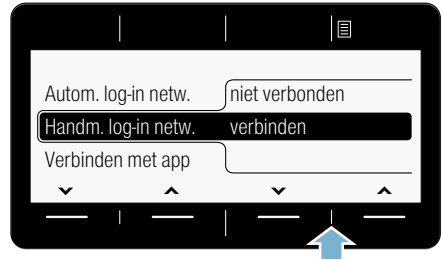 Autom. log-in netw. niet verbonden
Handm. log-in netw. verbinden
Verbinden met app